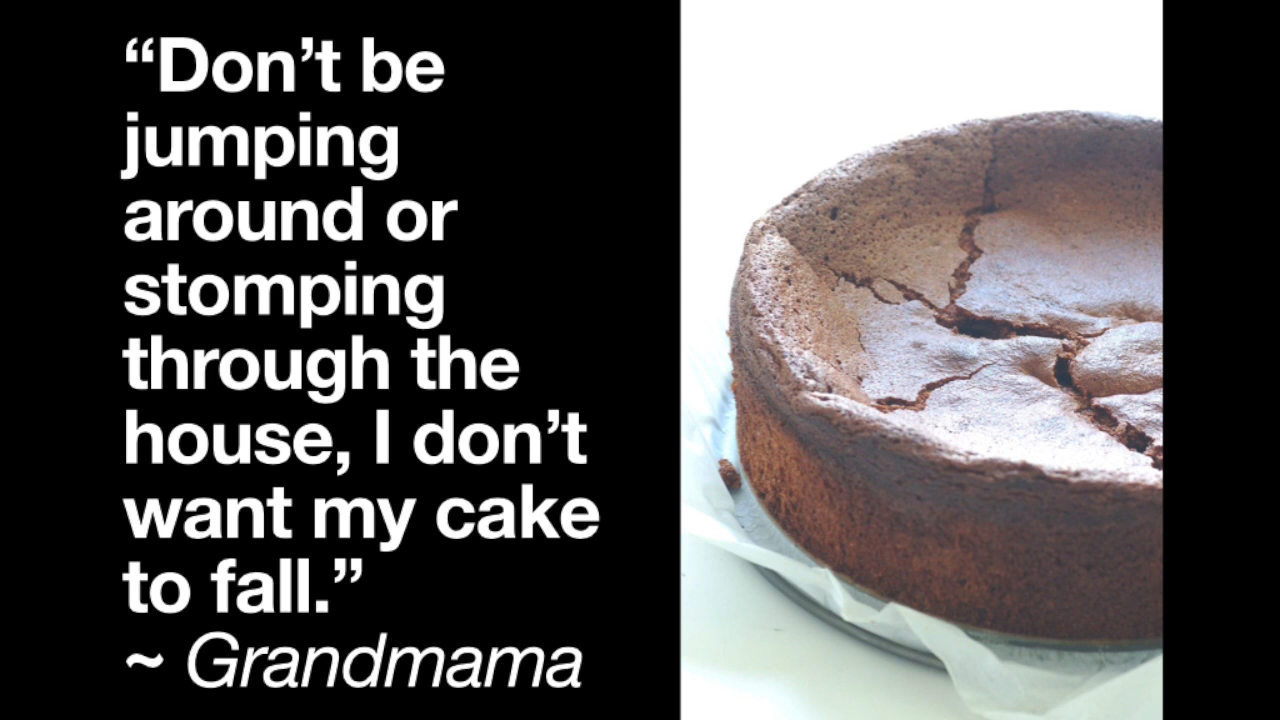 “Don’t be
jumping
around or
stomping
through the
house, I don’t
want my cake
to fall.”
~ Grandmama